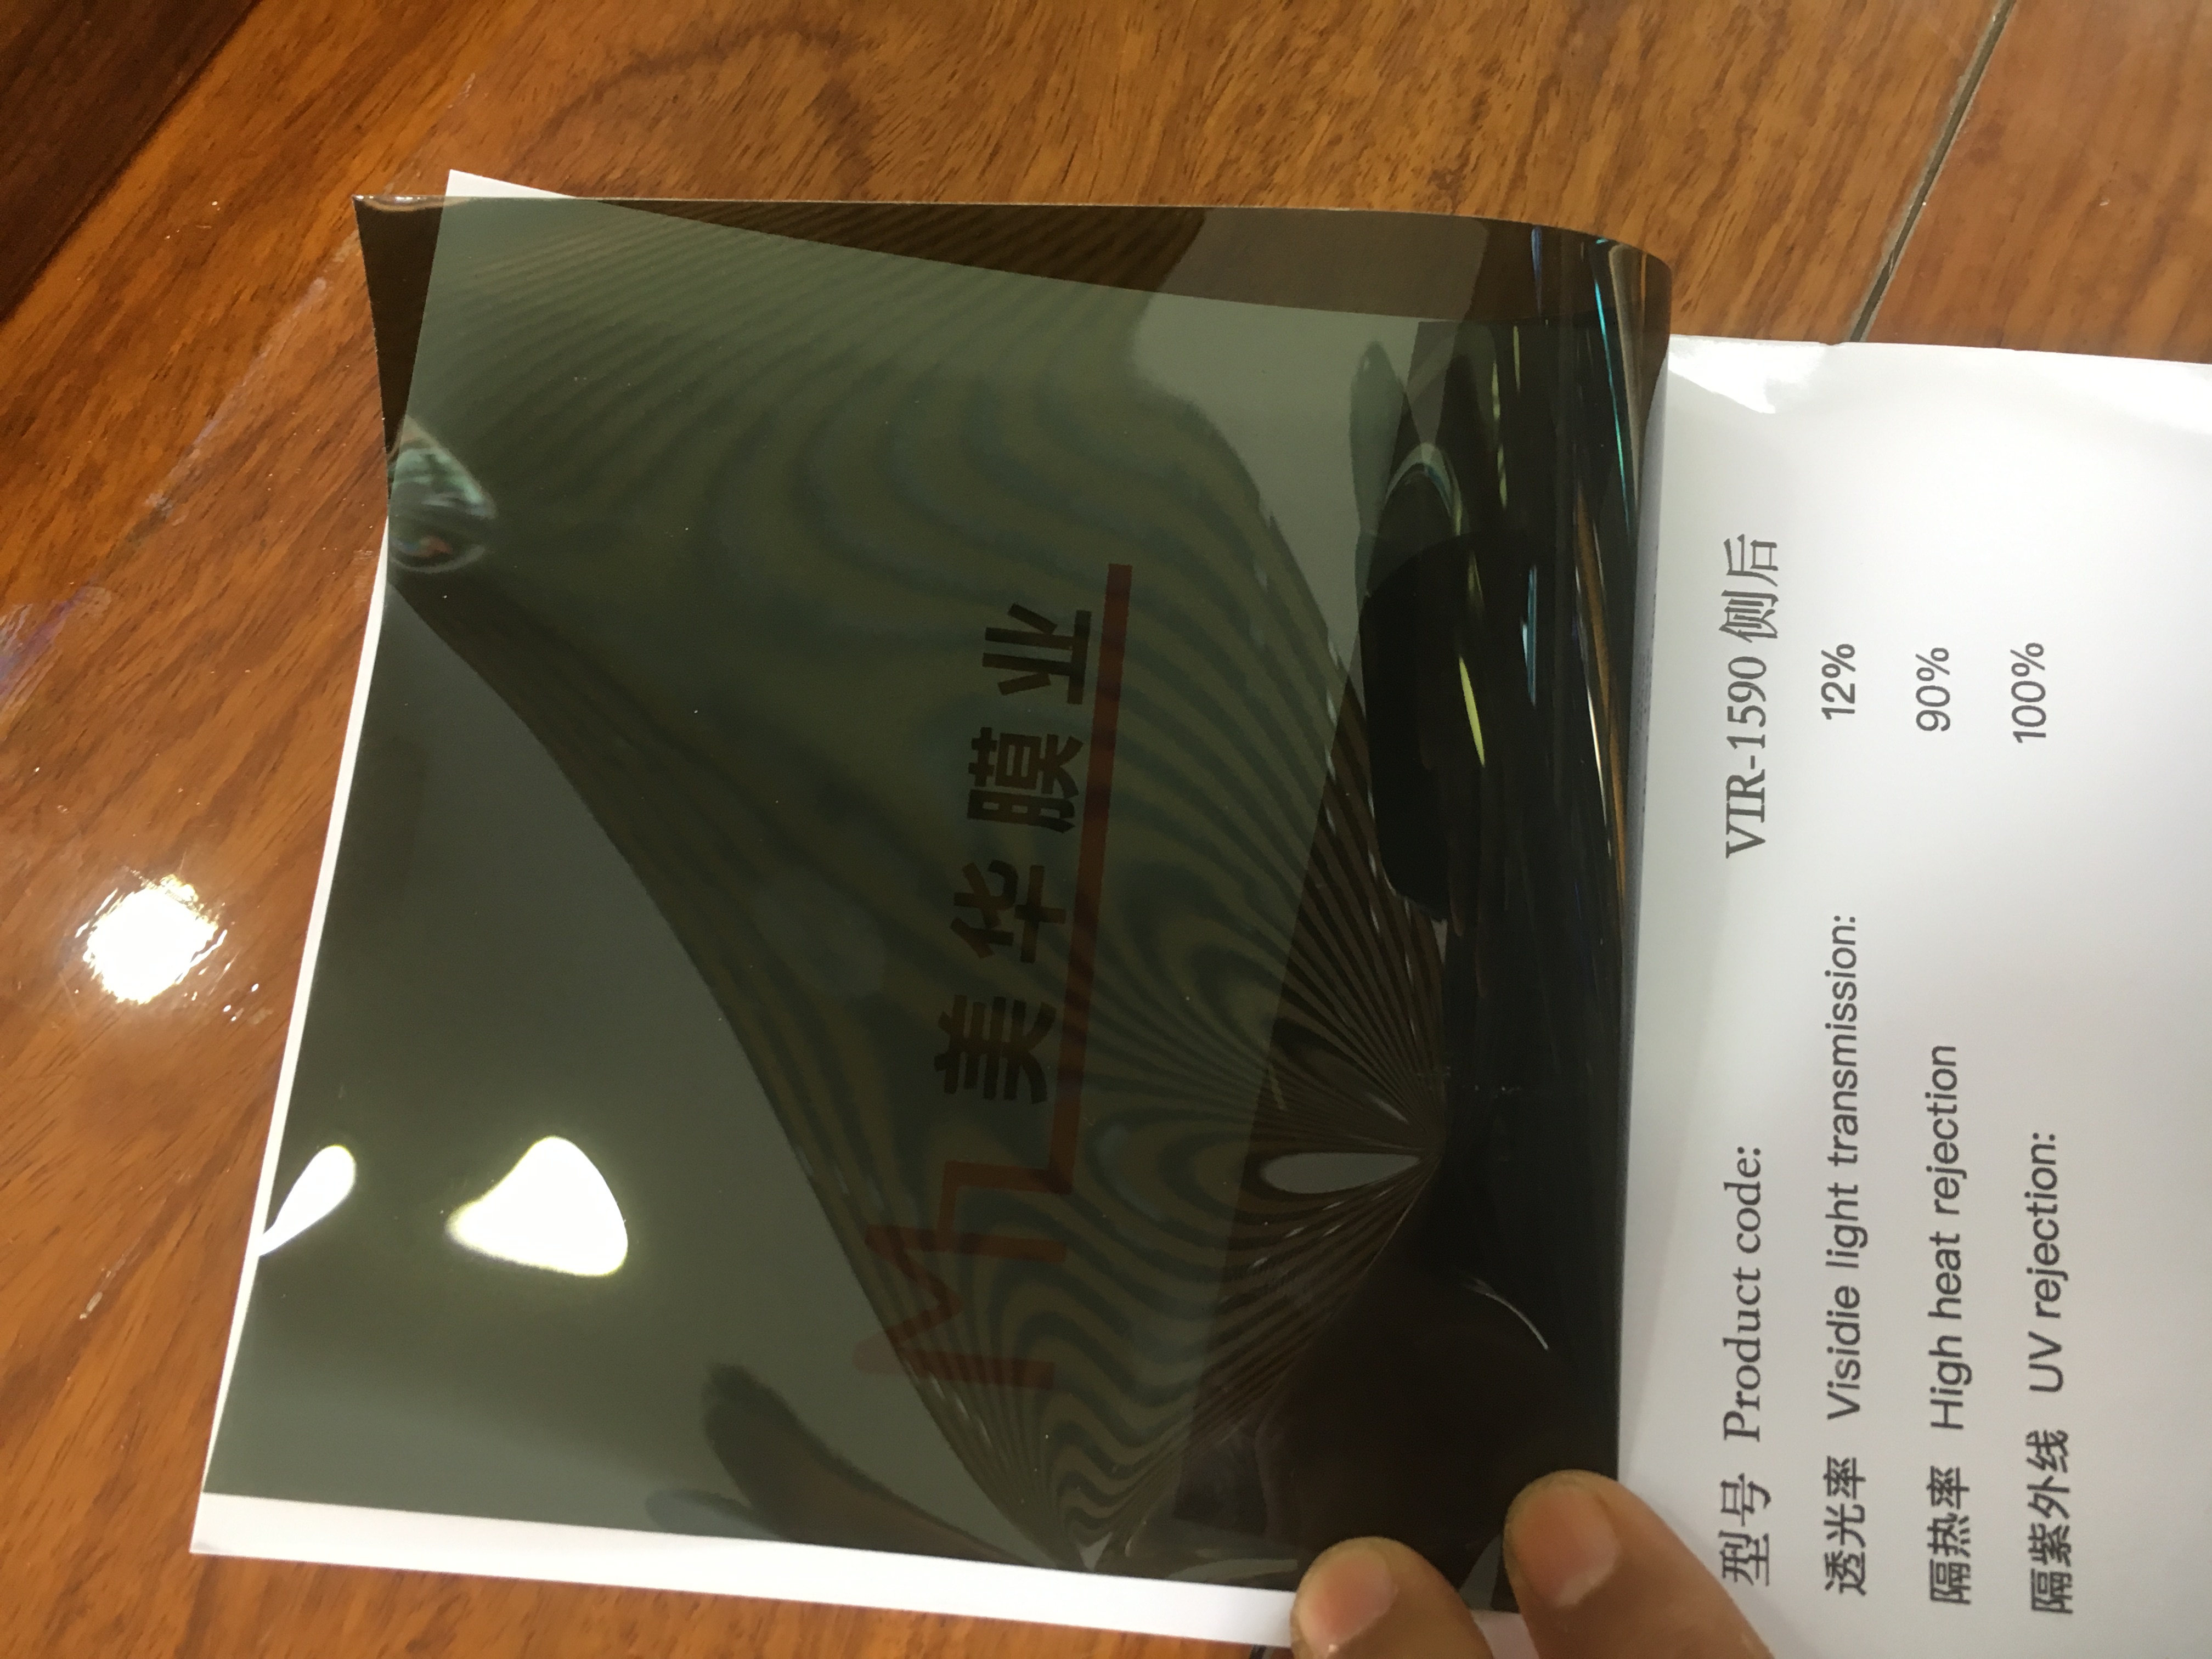 美华膜业
型号 Product code: VIR-1590 侧后
透光率 Visidie light transmission: 12%
隔热率 High heat rejection 90%
隔紫外线 UV rejection: 100%